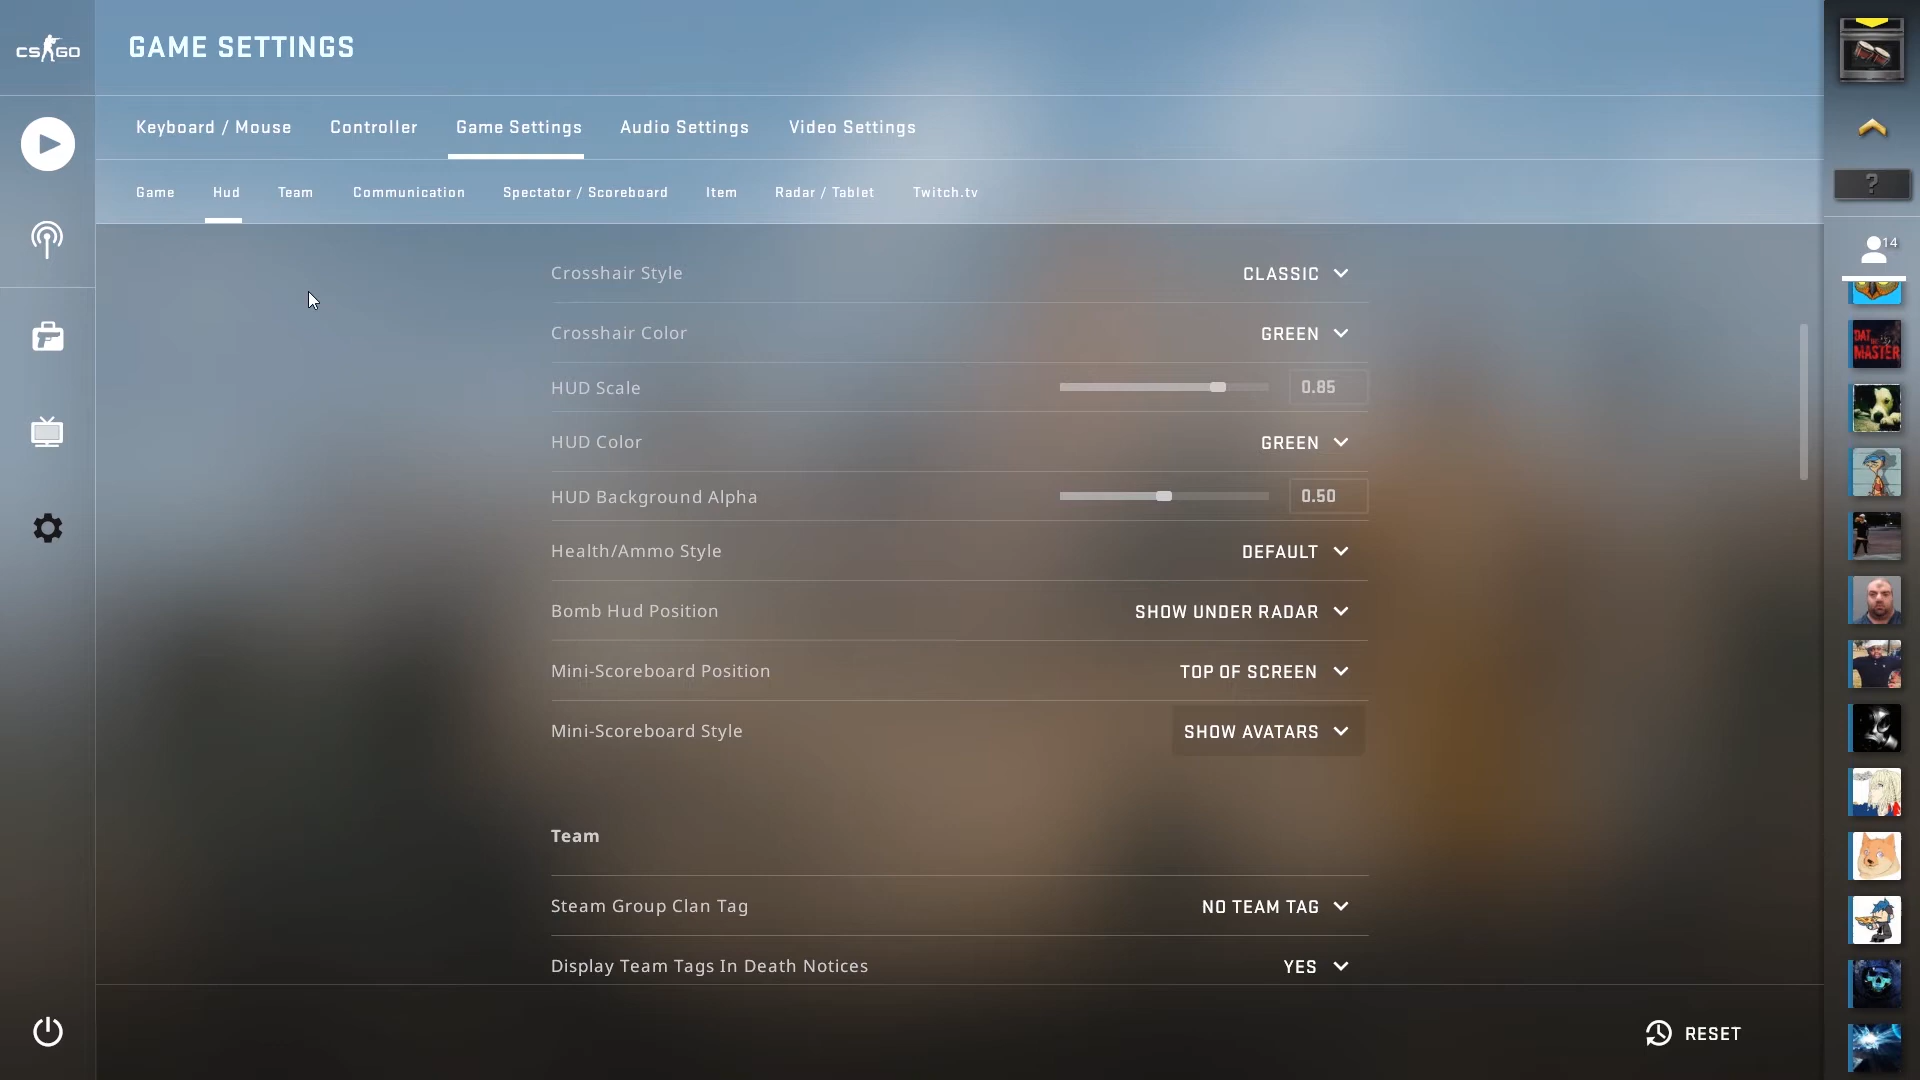 CS GO
GAME SETTINGS
Keyboard / Mouse
Controller
Game Settings
Audio Settings
Video Settings
Game
Hud
Team
Communication
Spectator / Scoreboard
Item
Radar / Tablet
Twitch.tv
?
14
Crosshair Style
CLASSIC
Crosshair Color
GREEN
HUD Scale
0.85
HUD Color
GREEN
HUD Background Alpha
0.50
Health/Ammo Style
DEFAULT
Bomb Hud Position
SHOW UNDER RADAR
Mini-Scoreboard Position
TOP OF SCREEN
Mini-Scoreboard Style
SHOW AVATARS
Team
Steam Group Clan Tag
NO TEAM TAG
Display Team Tags In Death Notices
YES
RESET
DAT
MASTER